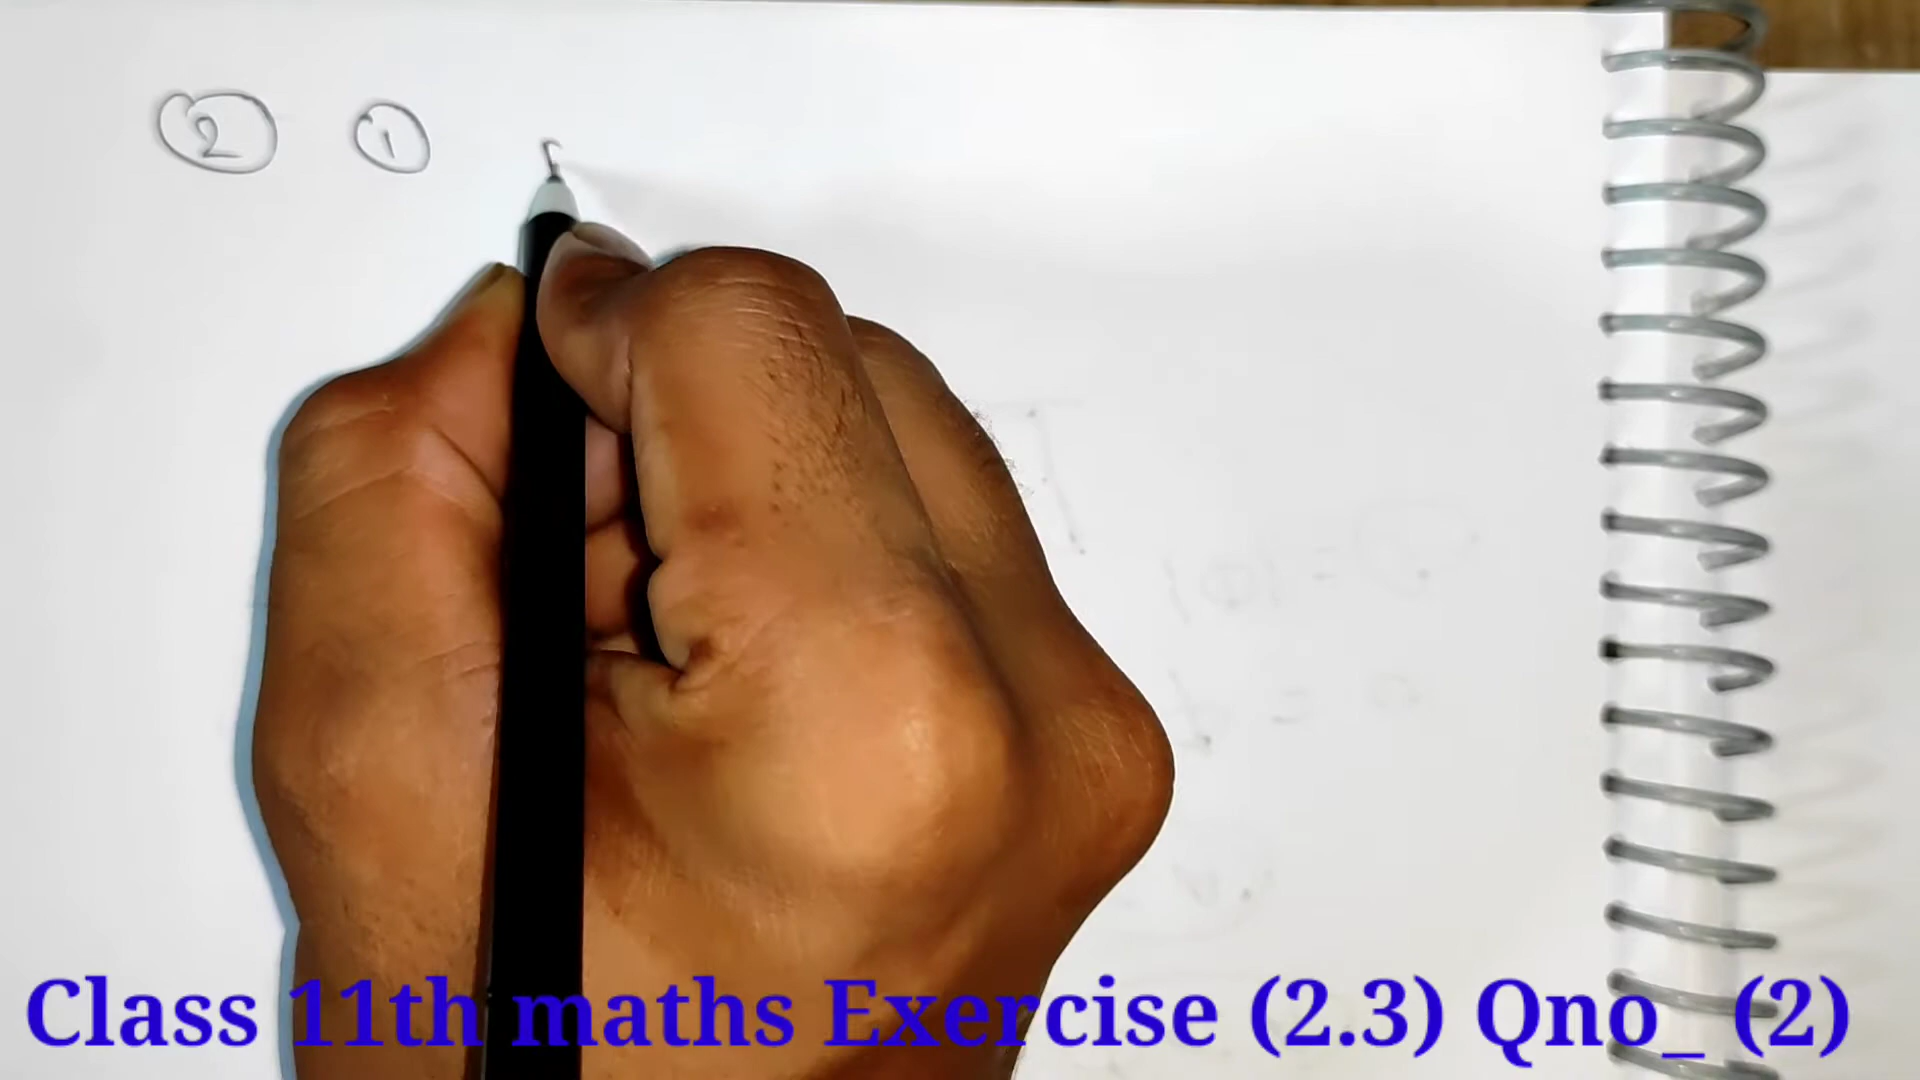 2 1
Class 11th maths Exercise (2.3) Qno_ (2)